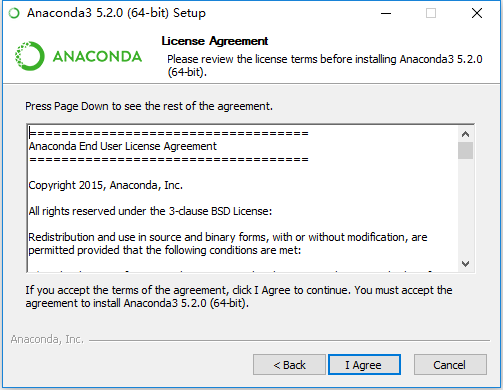 Anaconda3 5.2.0 (64-bit) Setup
ANACONDA
License Agreement
Please review the license terms before installing Anaconda3 5.2.0
(64-bit).
Press Page Down to see the rest of the agreement.
===================================
Anaconda End User License Agreement
===================================
Copyright 2015, Anaconda, Inc.
All rights reserved under the 3-clause BSD License:
Redistribution and use in source and binary forms, with or without modification, are
permitted provided that the following conditions are met:
If you accept the terms of the agreement, click I Agree to continue. You must accept the
agreement to install Anaconda3 5.2.0 (64-bit).
Anaconda, Inc.
< Back
I Agree
Cancel